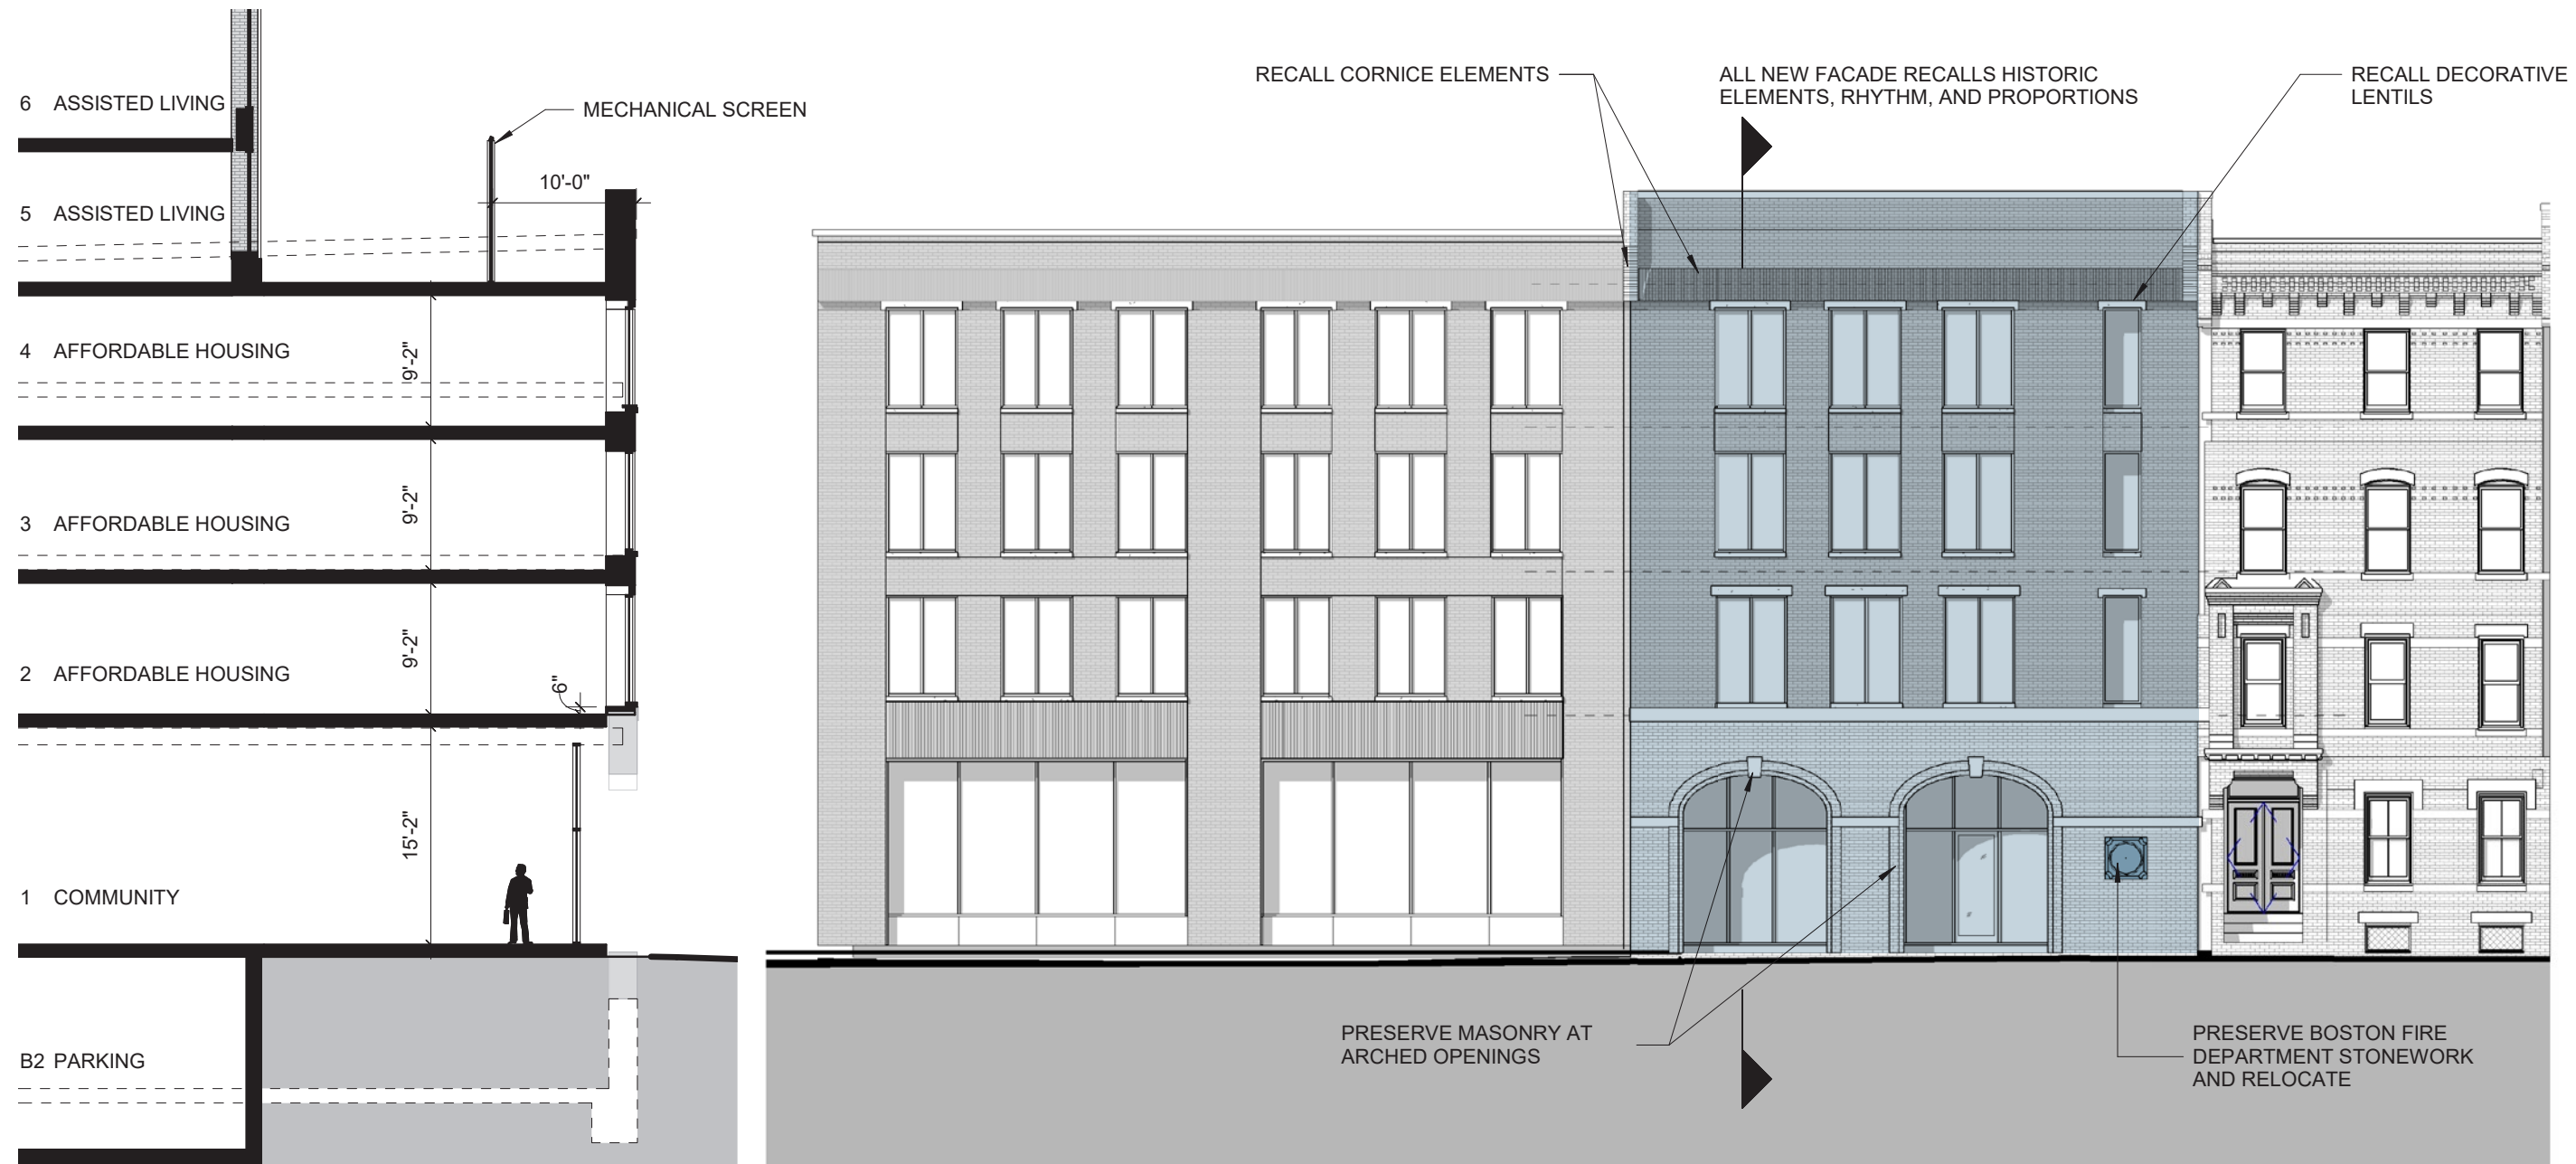 6 ASSISTED LIVING
MECHANICAL SCREEN
10'-0"
5 ASSISTED LIVING
4 AFFORDABLE HOUSING
9'-2"
3 AFFORDABLE HOUSING
9'-2"
2 AFFORDABLE HOUSING
9'-2"
6"
15'-2"
1 COMMUNITY
B2 PARKING
RECALL CORNICE ELEMENTS
ALL NEW FACADE RECALLS HISTORIC
ELEMENTS, RHYTHM, AND PROPORTIONS
RECALL DECORATIVE
LENTILS
PRESERVE MASONRY AT
ARCHED OPENINGS
PRESERVE BOSTON FIRE
DEPARTMENT STONEWORK
AND RELOCATE